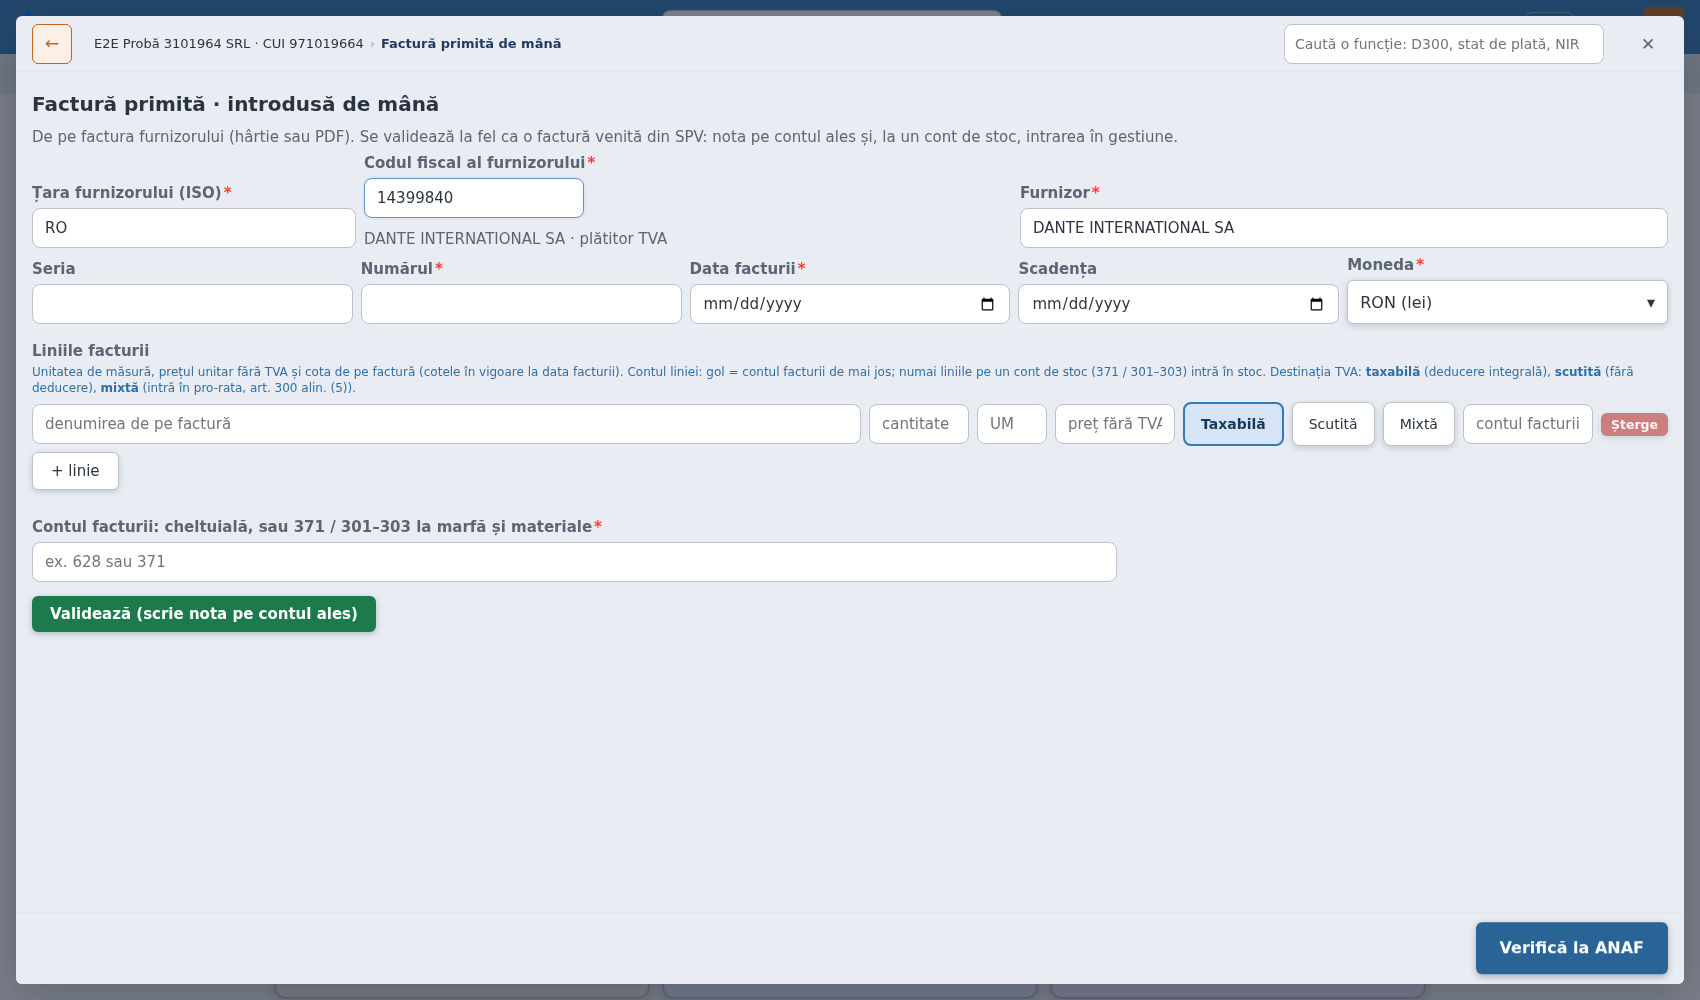 ←
E2E Probă 3101964 SRL · CUI 971019664 › Factură primită de mână
Caută o funcție: D300, stat de plată, NIR
✕
Factură primită · introdusă de mână
De pe factura furnizorului (hârtie sau PDF). Se validează la fel ca o factură venită din SPV: nota pe contul ales și, la un cont de stoc, intrarea în gestiune.
Țara furnizorului (ISO)*
RO
Codul fiscal al furnizorului*
14399840
DANTE INTERNATIONAL SA · plătitor TVA
Furnizor*
DANTE INTERNATIONAL SA
Seria
Numărul*
Data facturii*
mm/dd/yyyy
Scadența
mm/dd/yyyy
Moneda*
RON (lei) ▾
Liniile facturii
Unitatea de măsură, prețul unitar fără TVA și cota de pe factură (cotele în vigoare la data facturii). Contul liniei: gol = contul facturii de mai jos; numai liniile pe un cont de stoc (371 / 301–303) intră în stoc. Destinația TVA: taxabilă (deducere integrală), scutită (fără
deducere), mixtă (intră în pro-rata, art. 300 alin. (5)).
denumirea de pe factură
cantitate
UM
preț fără TVA
Taxabilă
Scutită
Mixtă
contul facturii
Șterge
+ linie
Contul facturii: cheltuială, sau 371 / 301–303 la marfă și materiale*
ex. 628 sau 371
Validează (scrie nota pe contul ales)
Verifică la ANAF